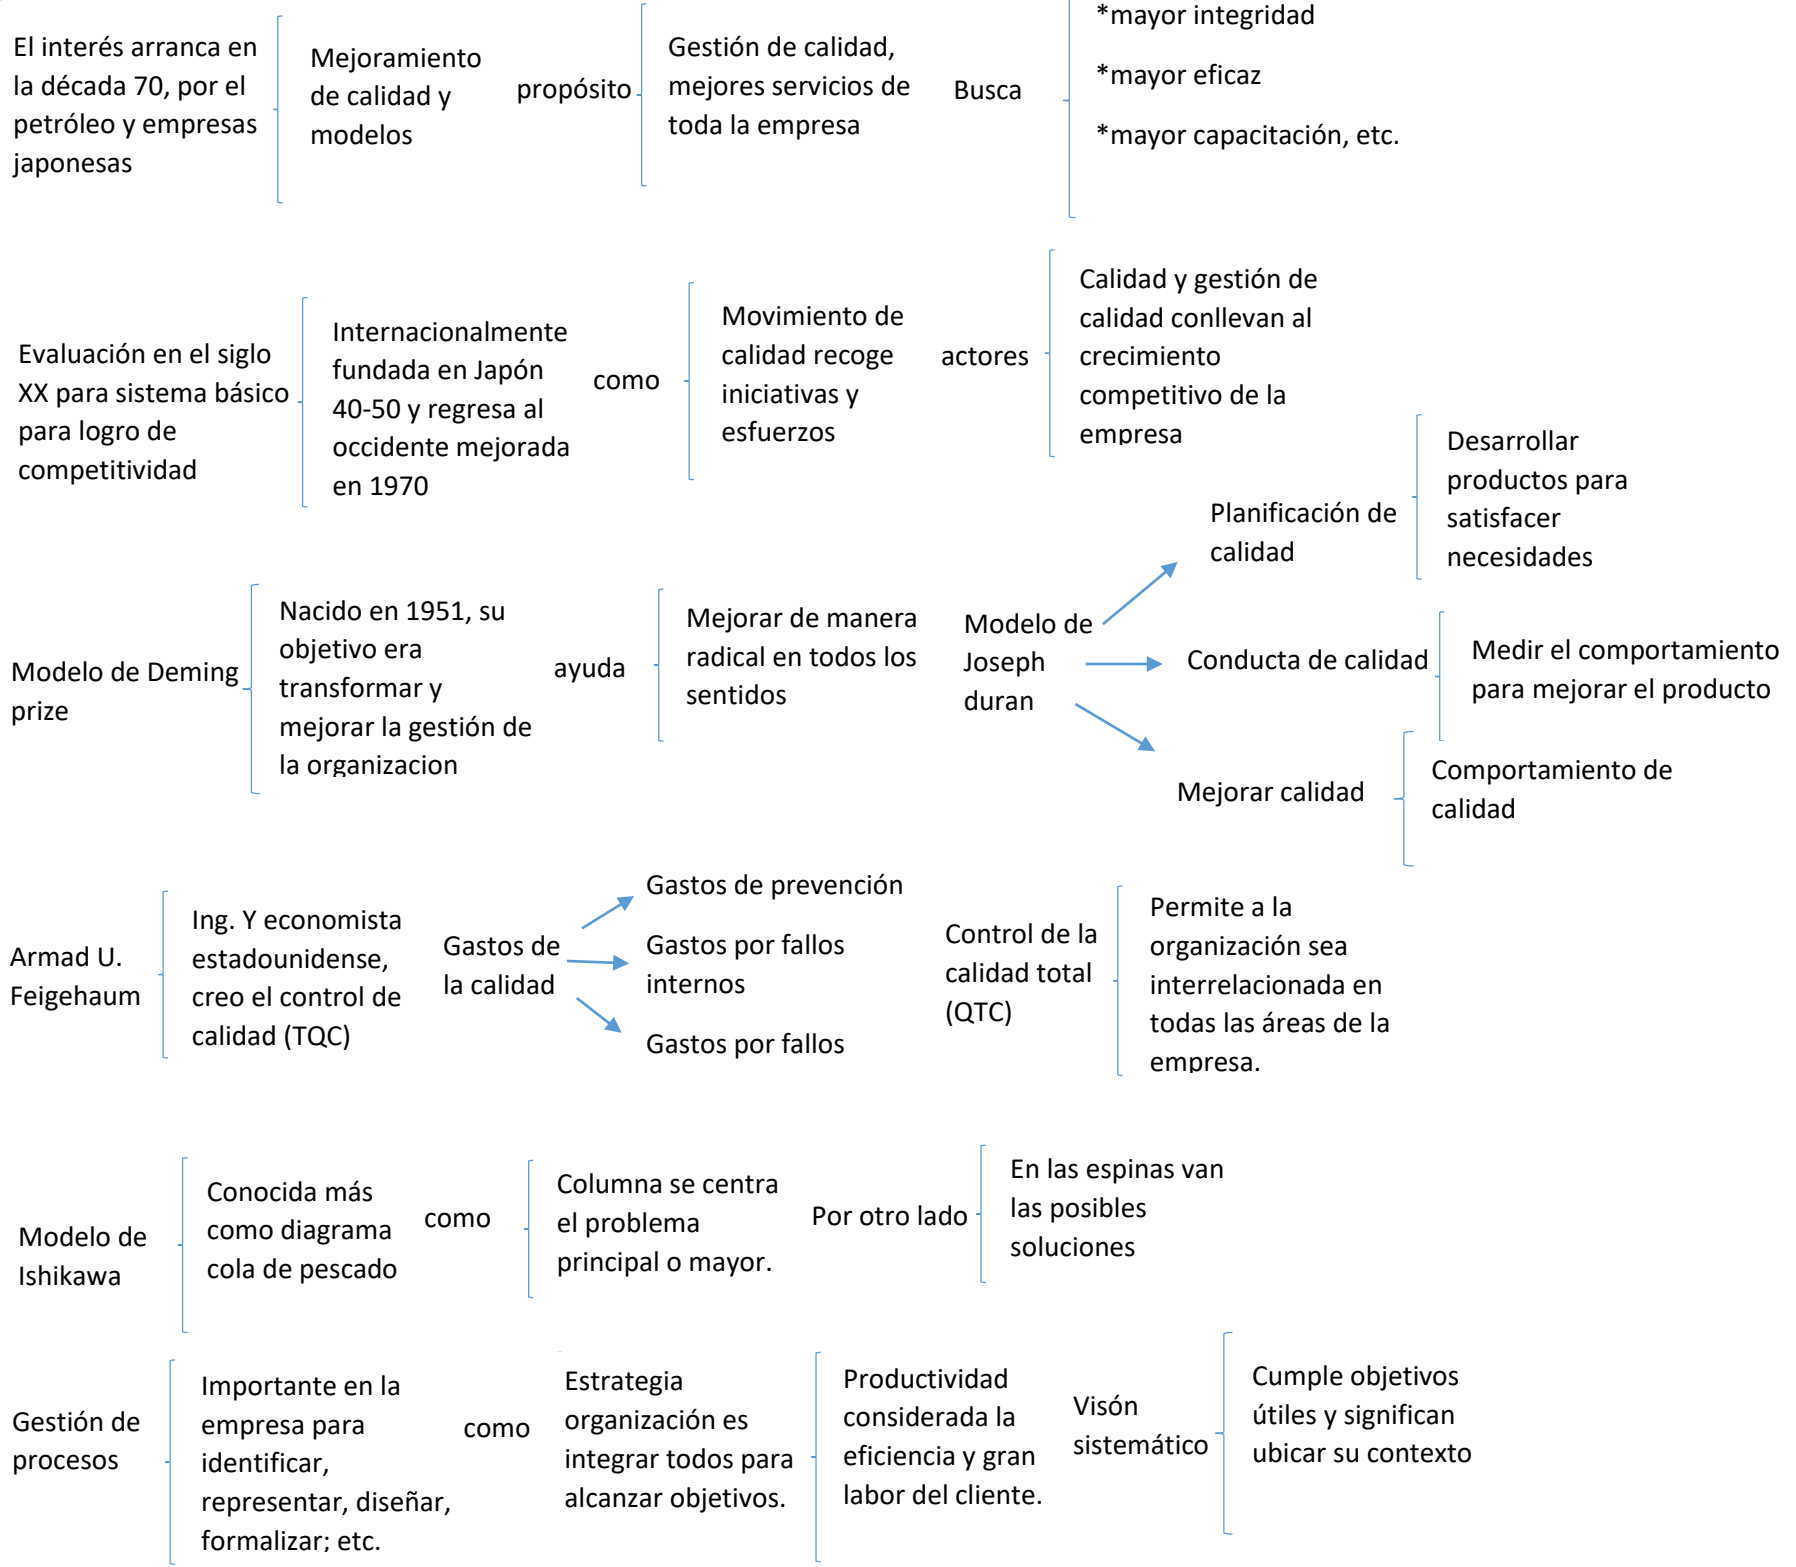 El interés arranca en
la década 70, por el
petróleo y empresas
japonesas
Mejoramiento
de calidad y
modelos
propósito
Gestión de calidad,
mejores servicios de
toda la empresa
Busca
*mayor integridad
*mayor eficaz
*mayor capacitación, etc.
Evaluación en el siglo
XX para sistema básico
para logro de
competitividad
Internacionalmente
fundada en Japón
40-50 y regresa al
occidente mejorada
en 1970
como
Movimiento de
calidad recoge
iniciativas y
esfuerzos
actores
Calidad y gestión de
calidad conllevan al
crecimiento
competitivo de la
empresa
Modelo de Deming
prize
Nacido en 1951, su
objetivo era
transformar y
mejorar la gestión de
la organizacion
ayuda
Mejorar de manera
radical en todos los
sentidos
Modelo de
Joseph
duran
Planificación de
calidad
Desarrollar
productos para
satisfacer
necesidades
Conducta de calidad
Medir el comportamiento
para mejorar el producto
Mejorar calidad
Comportamiento de
calidad
Armad U.
Feigehaum
Ing. Y economista
estadounidense,
creo el control de
calidad (TQC)
Gastos de
la calidad
Gastos de prevención
Gastos por fallos
internos
Gastos por fallos
Control de la
calidad total
(QTC)
Permite a la
organización sea
interrelacionada en
todas las áreas de la
empresa.
Modelo de
Ishikawa
Conocida más
como diagrama
cola de pescado
como
Columna se centra
el problema
principal o mayor.
Por otro lado
En las espinas van
las posibles
soluciones
Gestión de
procesos
Importante en la
empresa para
identificar,
representar, diseñar,
formalizar; etc.
como
Estrategia
organización es
integrar todos para
alcanzar objetivos.
Productividad
considerada la
eficiencia y gran
labor del cliente.
Visón
sistemático
Cumple objetivos
útiles y significan
ubicar su contexto